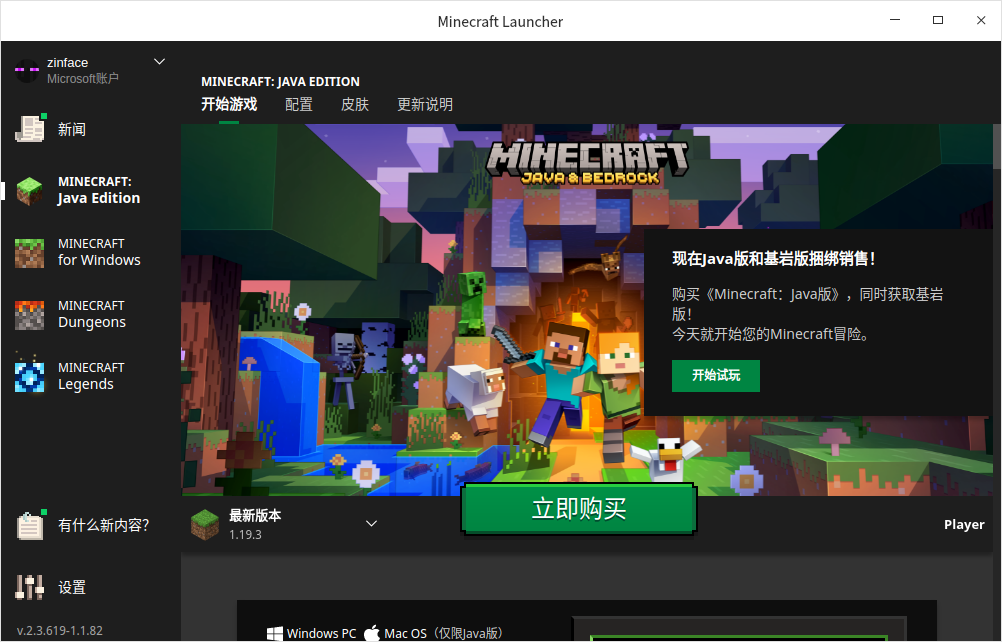 Minecraft Launcher
zinface
Microsoft账户
新闻
MINECRAFT:
Java Edition
MINECRAFT
for Windows
MINECRAFT
Dungeons
MINECRAFT
Legends
有什么新内容?
设置
v.2.3.619-1.1.82
MINECRAFT: JAVA EDITION
开始游戏 配置 皮肤 更新说明
MINECRAFT
JAVA & BEDROCK
现在Java版和基岩版捆绑销售！
购买《Minecraft：Java版》，同时获取基岩
版！
今天就开始您的Minecraft冒险。
开始试玩
最新版本
1.19.3
立即购买
Player
Windows PC Mac OS（仅限Java版）